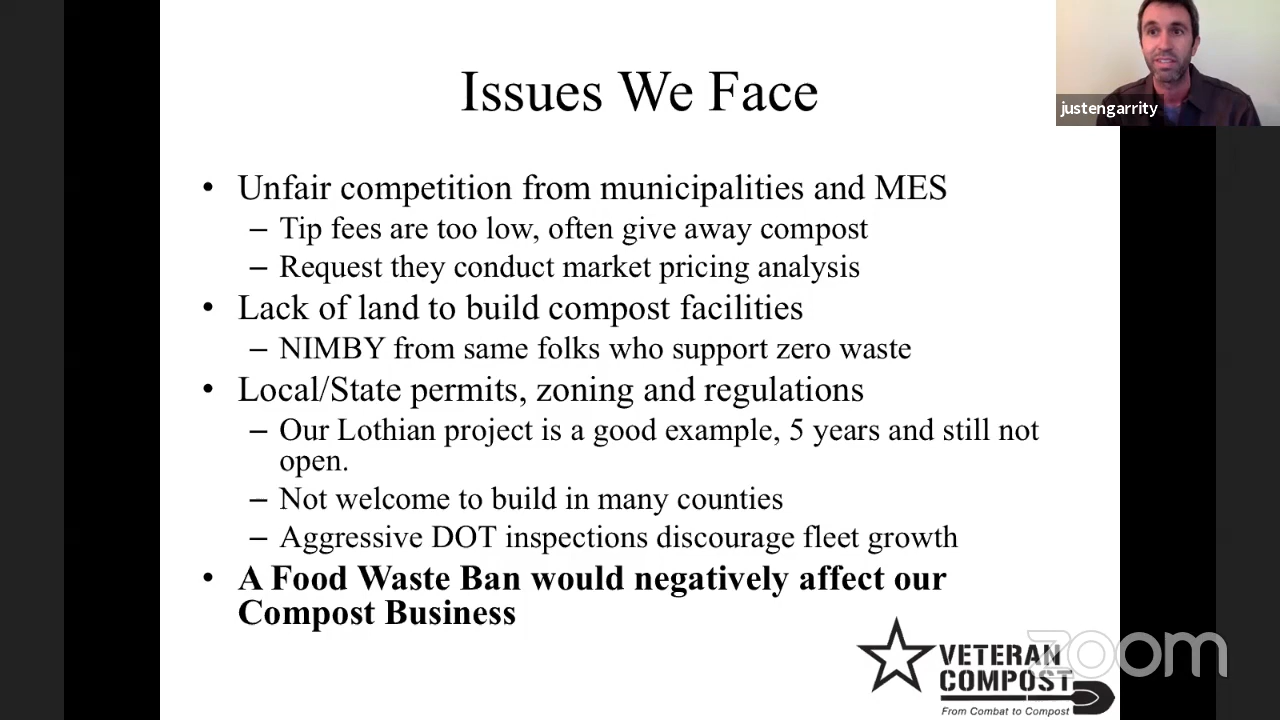 Issues We Face
justengarrity
• Unfair competition from municipalities and MES
– Tip fees are too low, often give away compost
– Request they conduct market pricing analysis
• Lack of land to build compost facilities
– NIMBY from same folks who support zero waste
• Local/State permits, zoning and regulations
– Our Lothian project is a good example, 5 years and still not
open.
– Not welcome to build in many counties
– Aggressive DOT inspections discourage fleet growth
• A Food Waste Ban would negatively affect our
Compost Business
VETERAN
COMPOST
From Combat to Compost
zoom